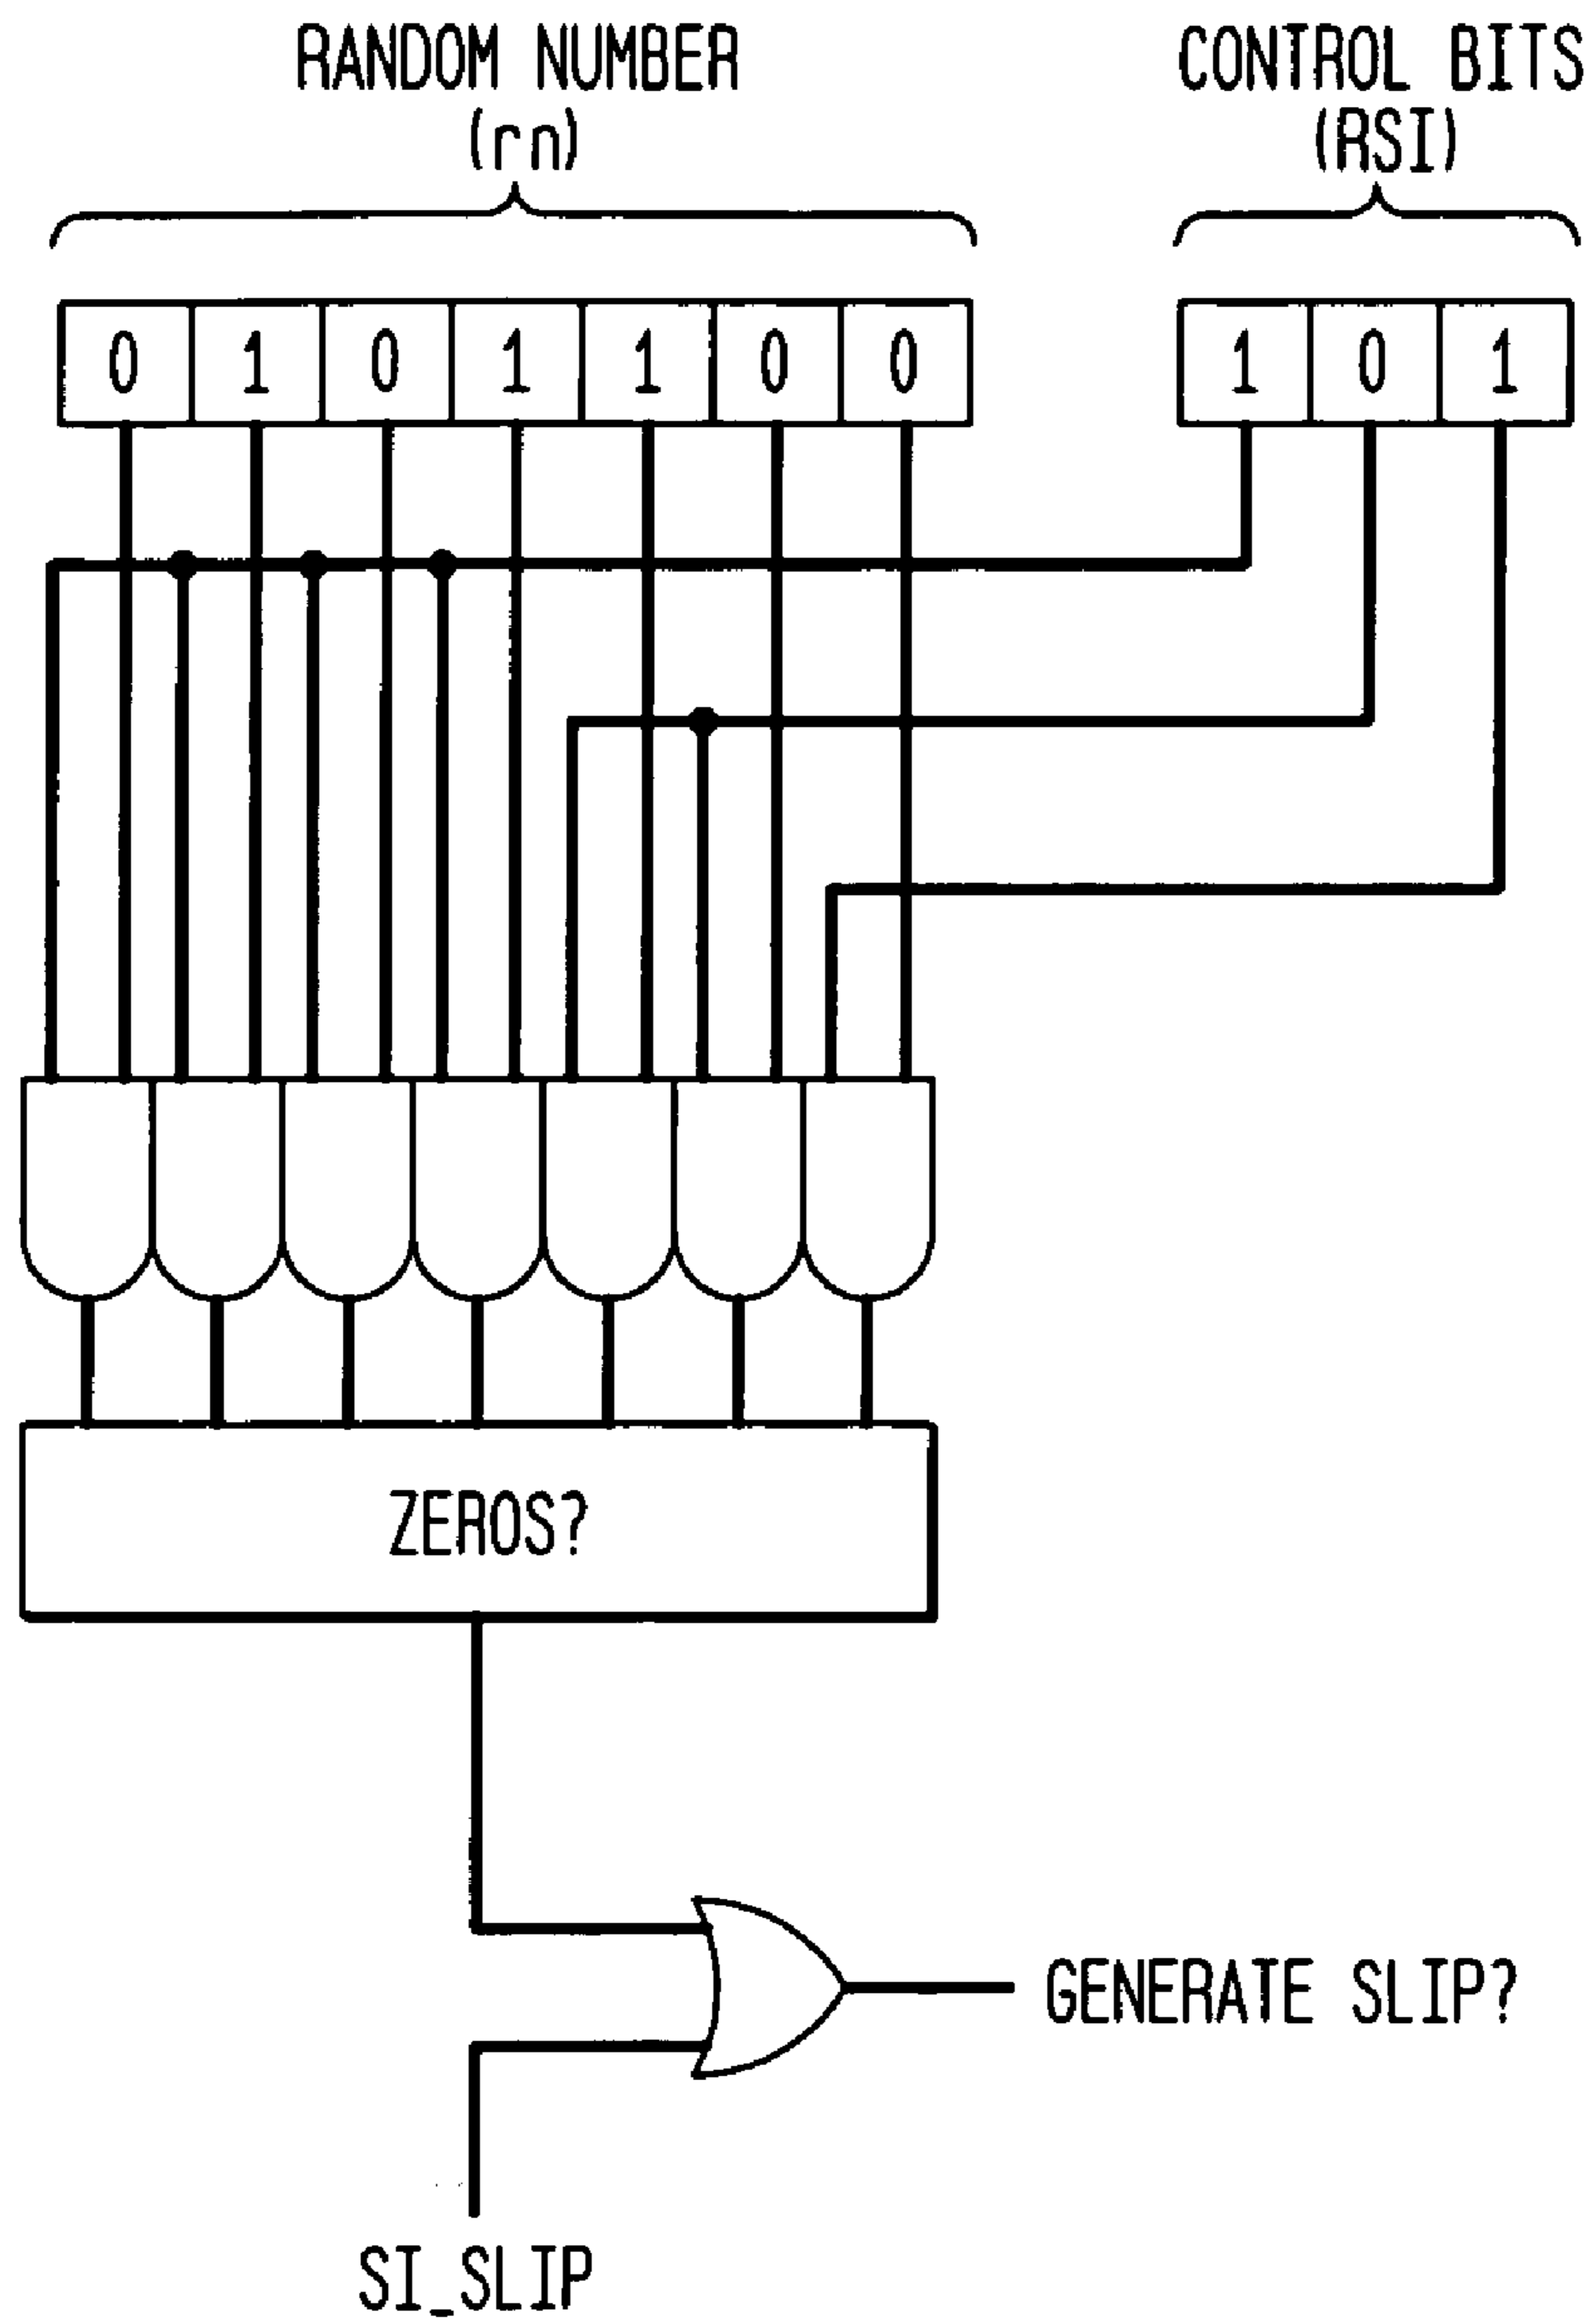 RANDOM NUMBER
(rn)
CONTROL BITS
(RSI)
0 1 0 1 1 0 0
1 0 1
ZEROS?
GENERATE SLIP?
SI_SLIP